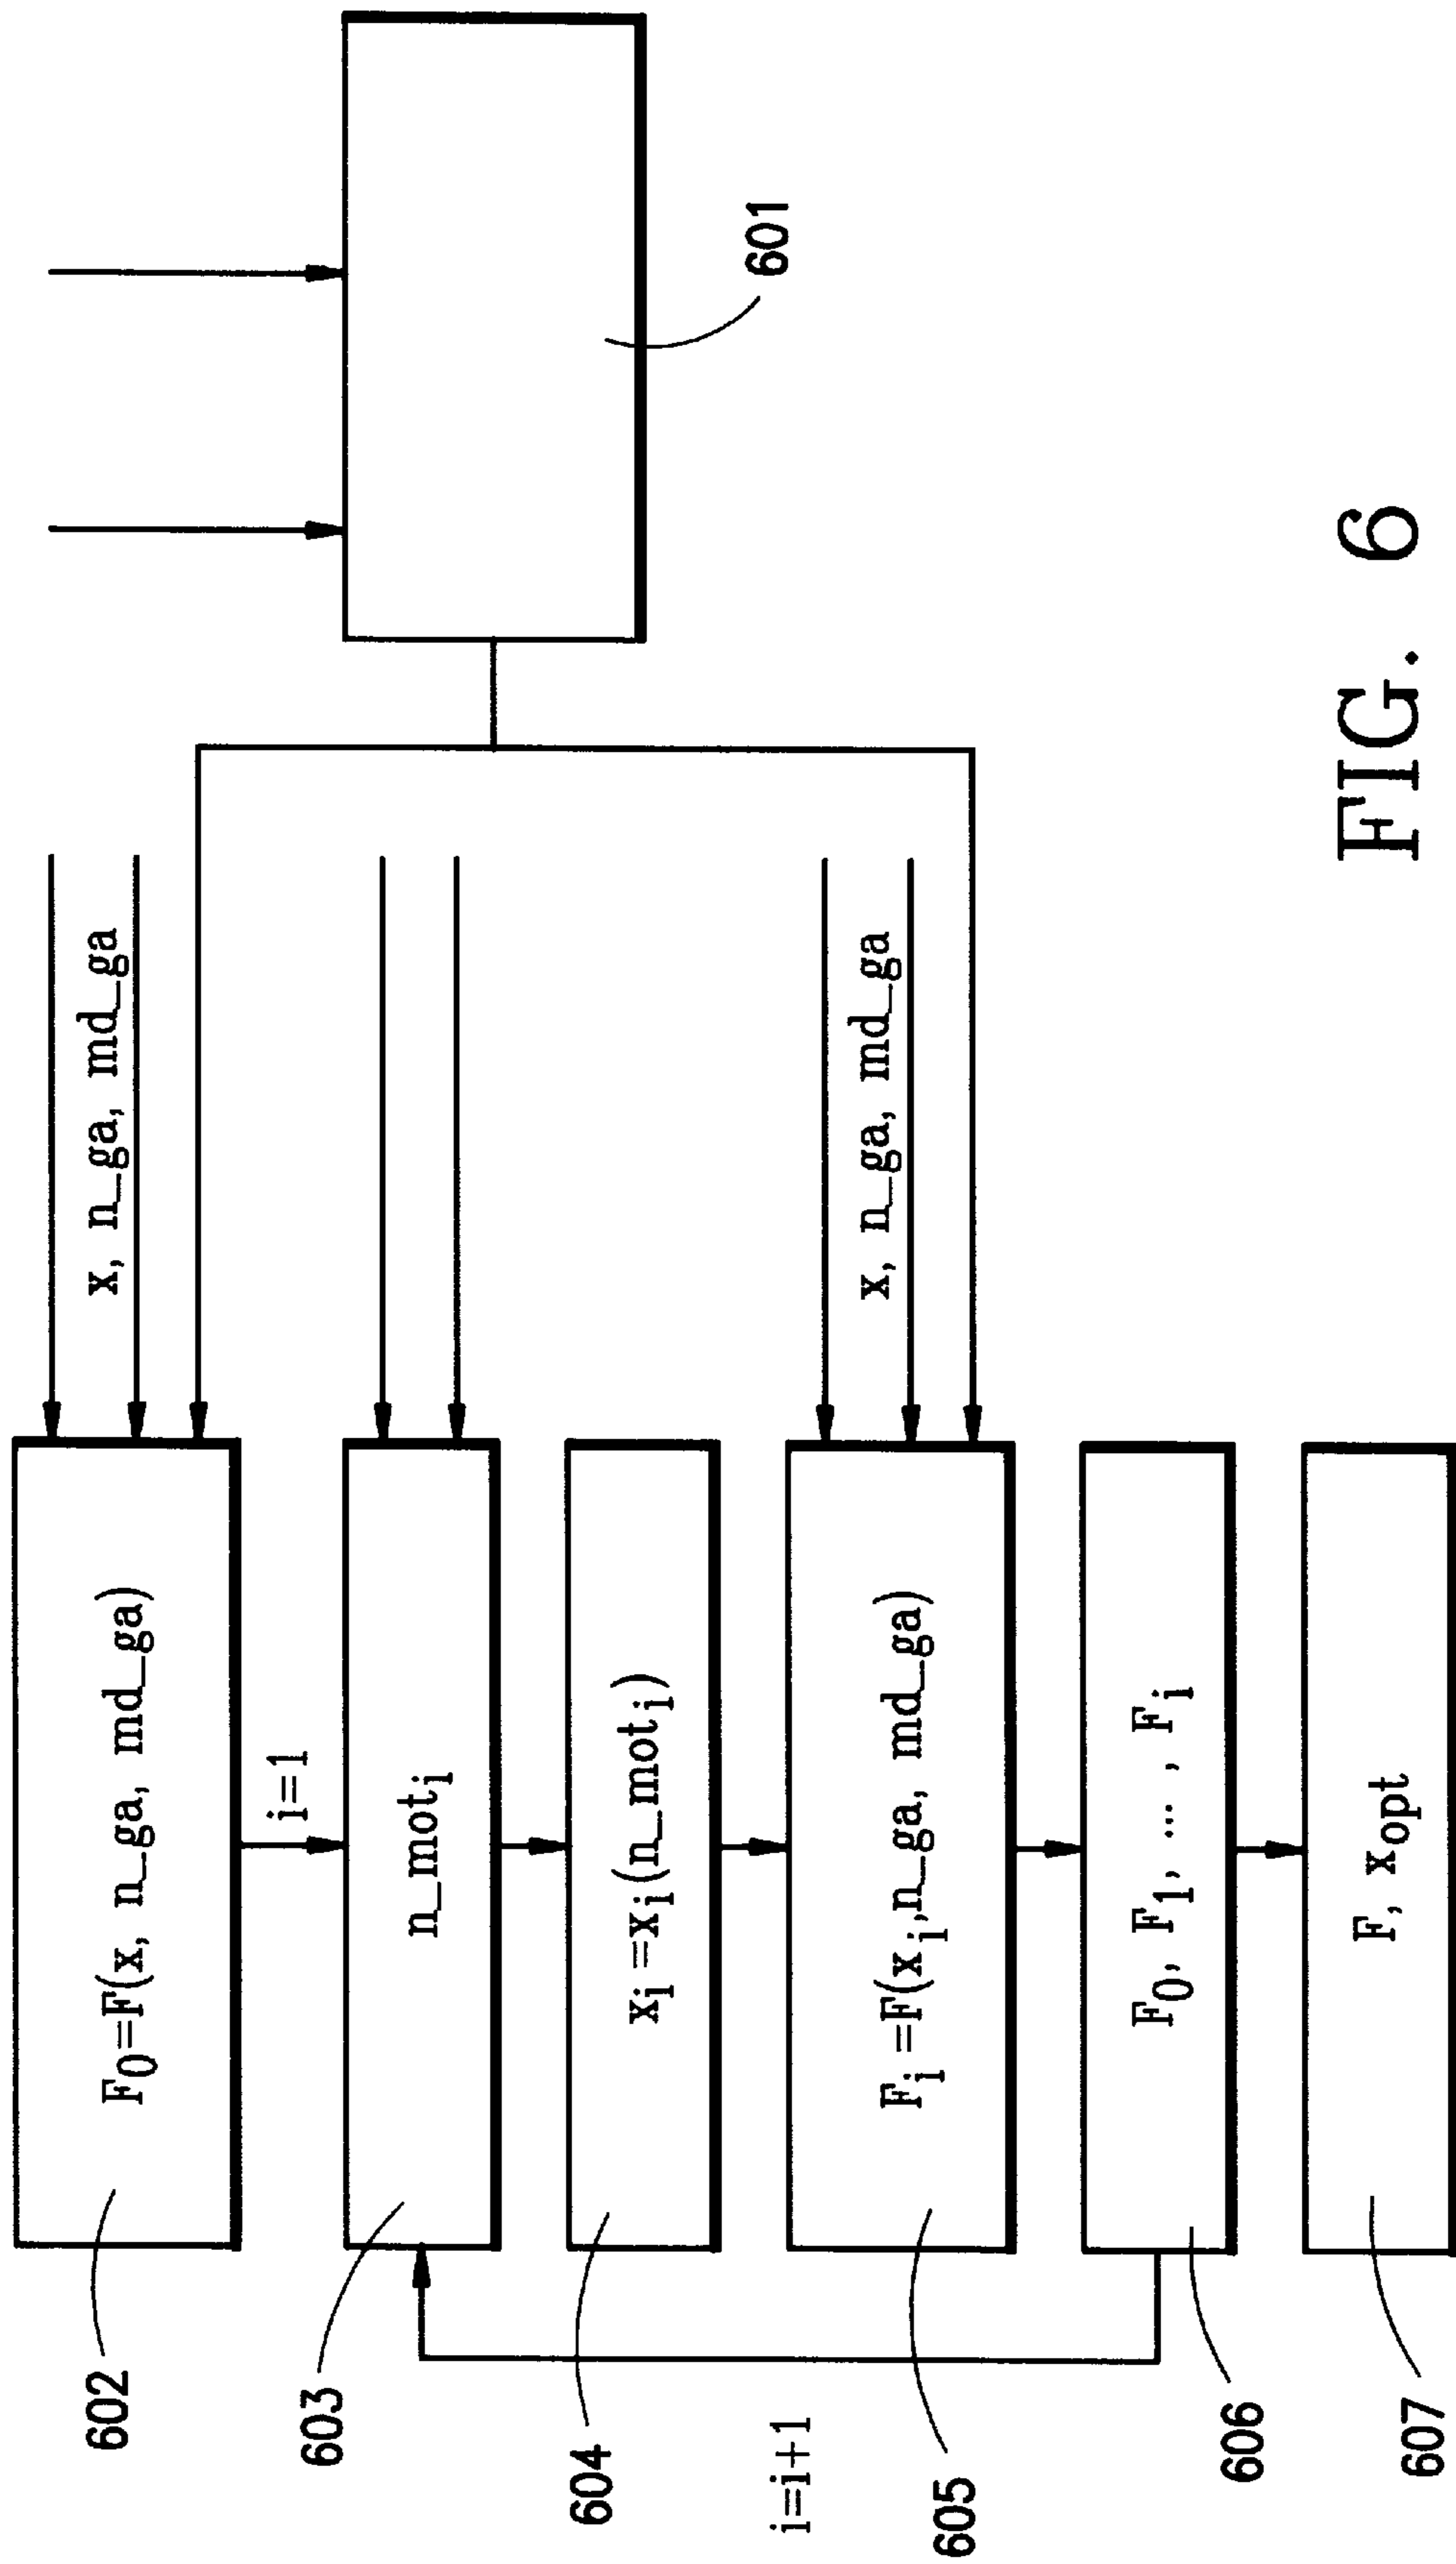 602
F₀=F(x, n_ga, md_ga)
x, n_ga, md_ga
i=1
603
n_motᵢ
604
xᵢ=xᵢ(n_motᵢ)
i=i+1
605
Fᵢ=F(xᵢ,n_ga, md_ga)
x, n_ga, md_ga
606
F₀, F₁, ... , Fᵢ
607
F, xₒₚₜ
601
FIG. 6